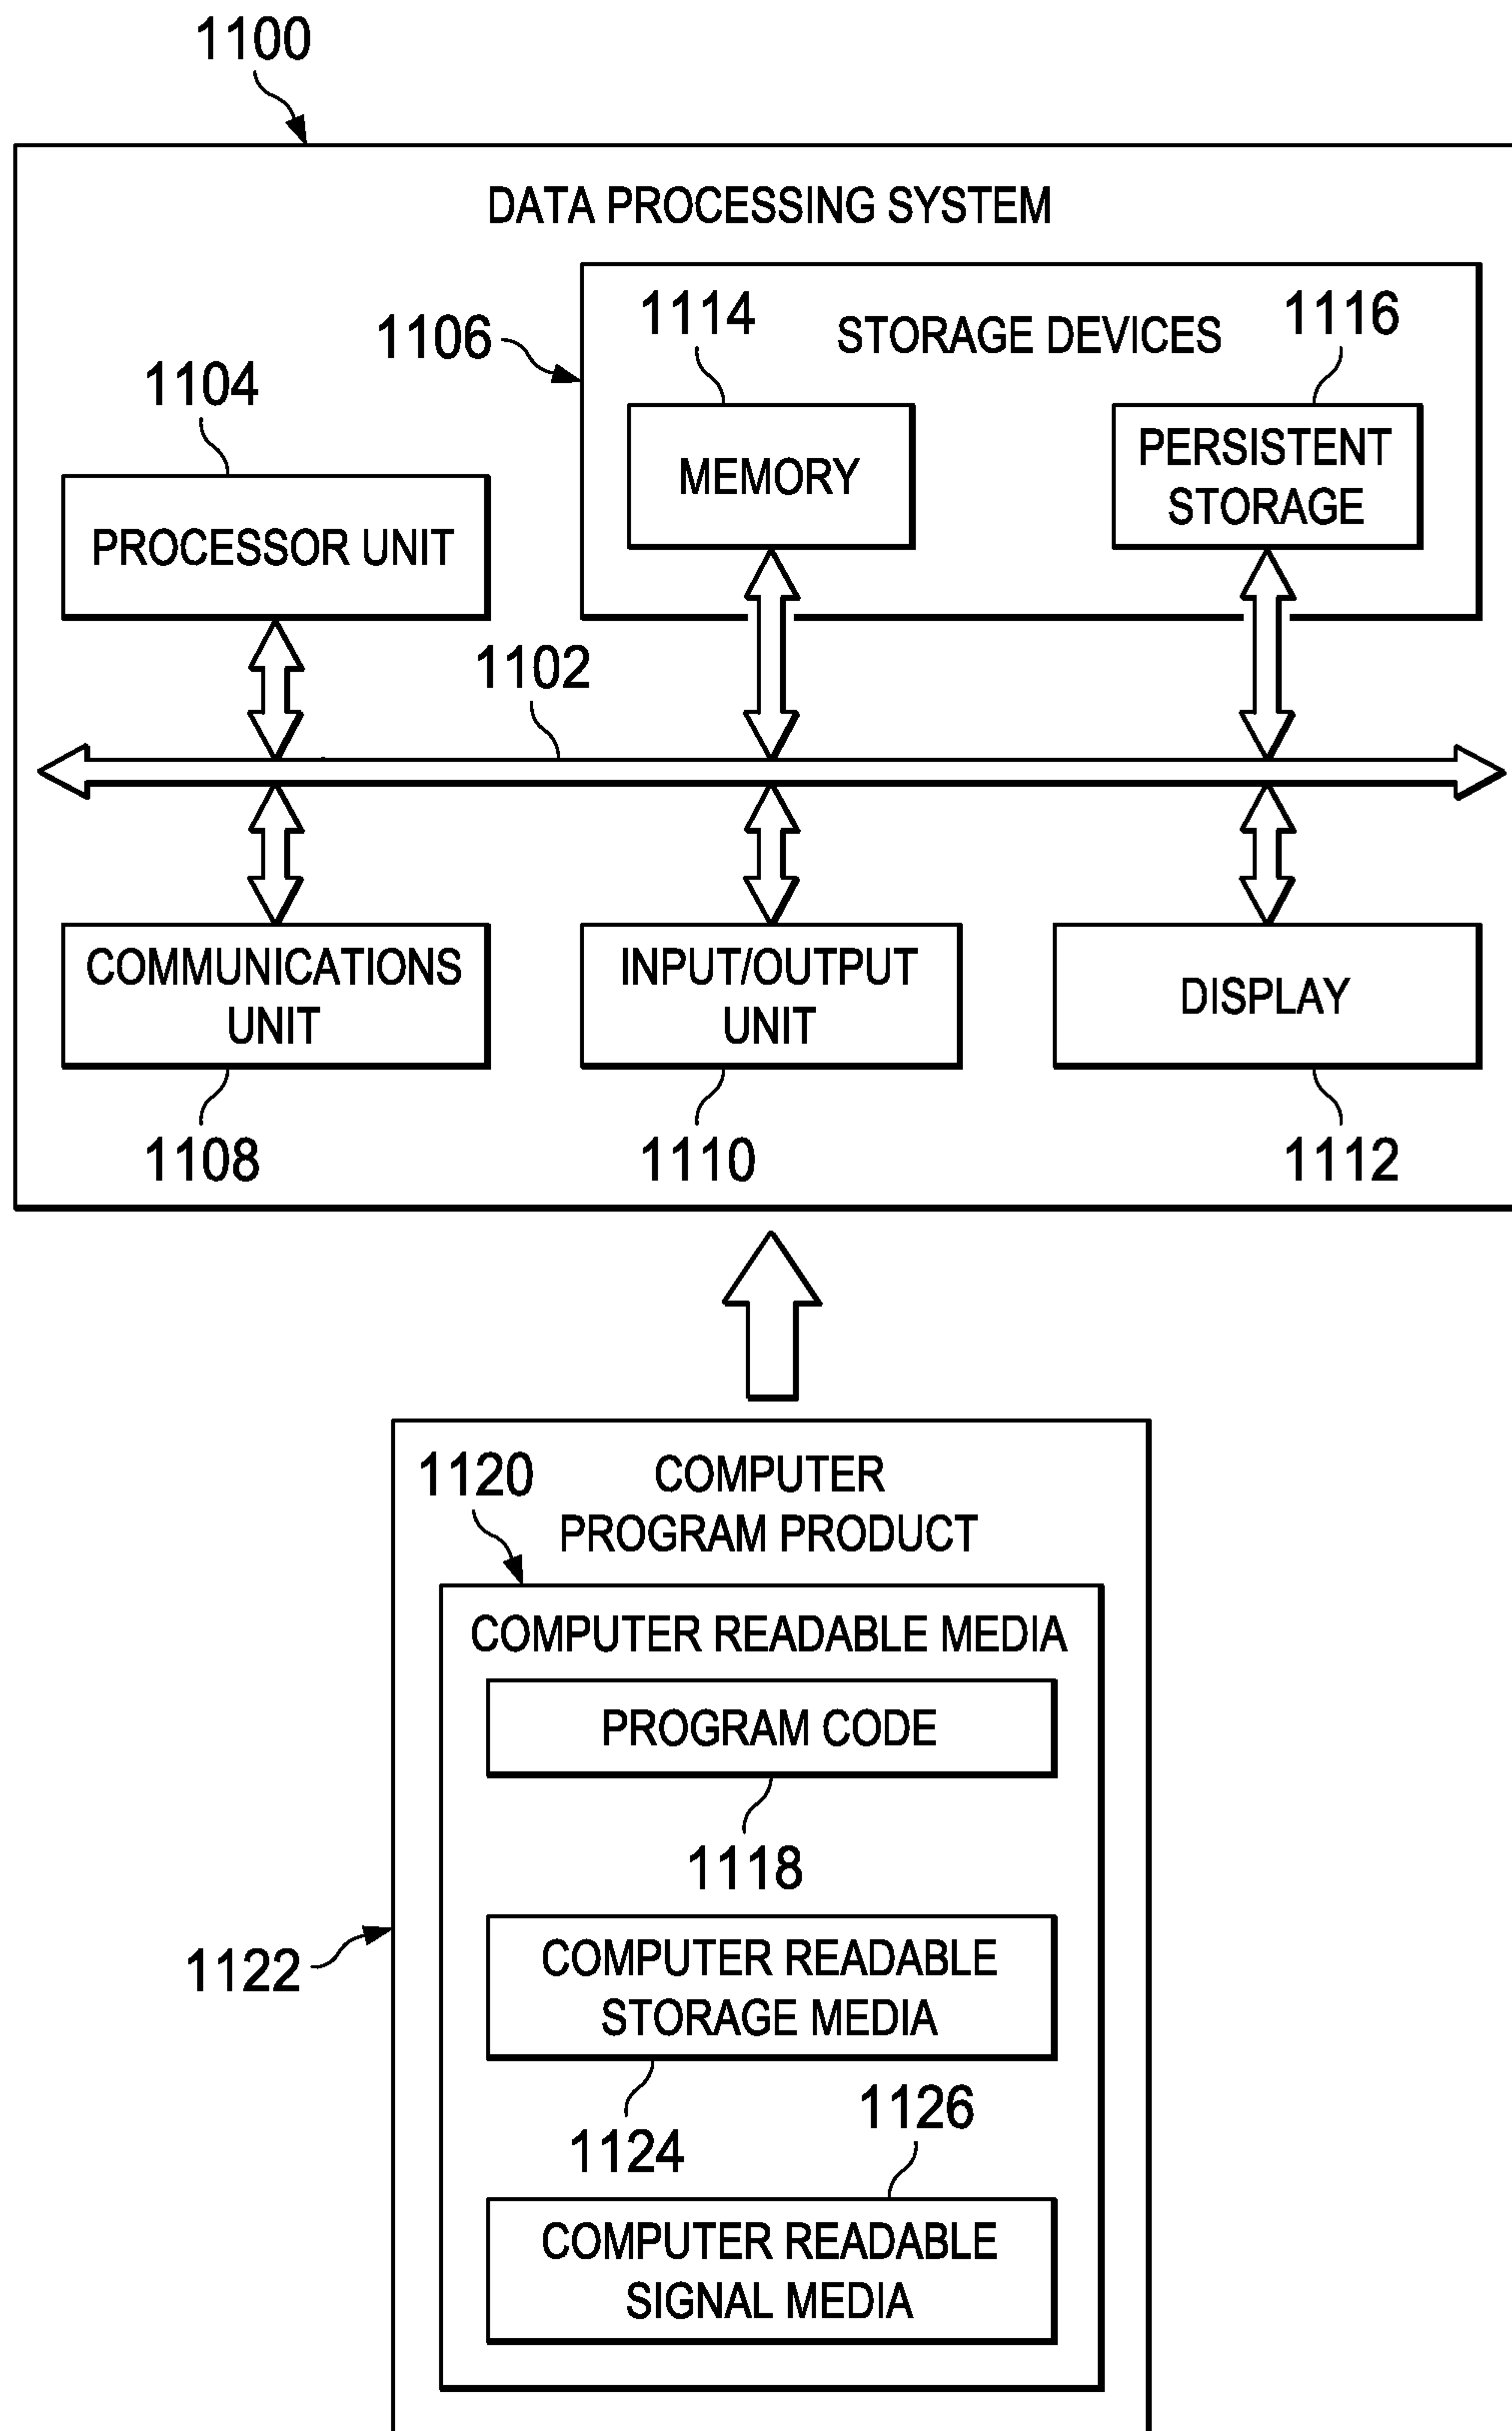 1100
DATA PROCESSING SYSTEM
1106
1114
STORAGE DEVICES
1116
1104
MEMORY
PERSISTENT
STORAGE
PROCESSOR UNIT
1102
COMMUNICATIONS
UNIT
INPUT/OUTPUT
UNIT
DISPLAY
1108
1110
1112
1120
COMPUTER
PROGRAM PRODUCT
COMPUTER READABLE MEDIA
PROGRAM CODE
1118
1122
COMPUTER READABLE
STORAGE MEDIA
1124
1126
COMPUTER READABLE
SIGNAL MEDIA